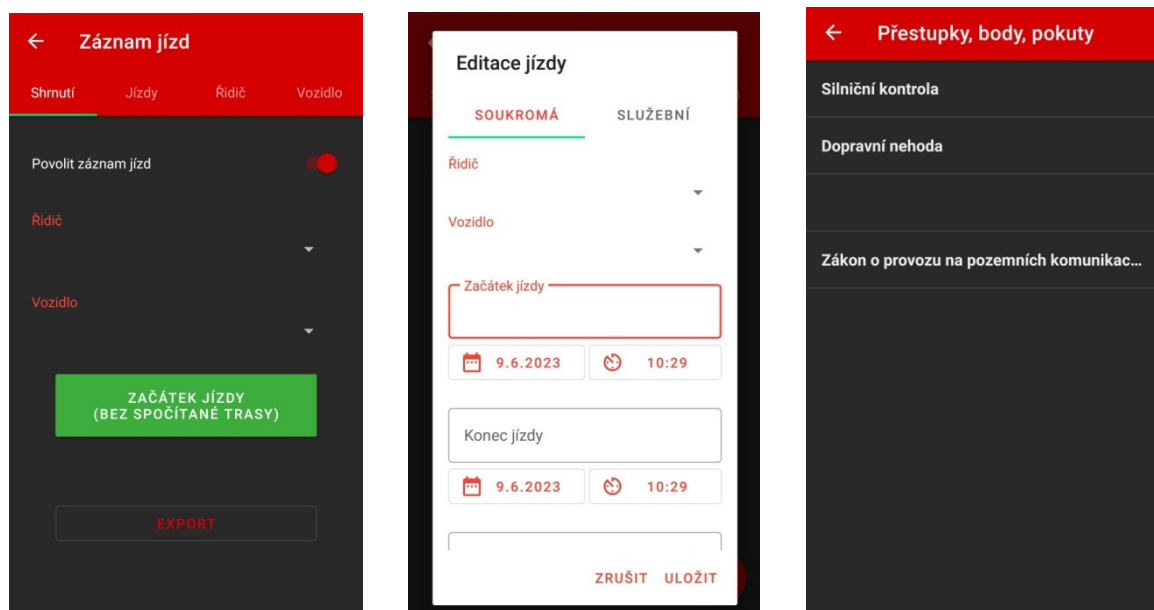 Záznam jízd
Shrnutí Jízdy Řidič Vozidlo
Povolit záznam jízd
Řidič
Vozidlo
ZAČÁTEK JÍZDY
(BEZ SPOČÍTANÉ TRASY)
EXPORT
Editace jízdy
SOUKROMÁ SLUŽEBNÍ
Řidič
Vozidlo
Začátek jízdy
9.6.2023 10:29
Konec jízdy
9.6.2023 10:29
ZRUŠIT ULOŽIT
Přestupky, body, pokuty
Silniční kontrola
Dopravní nehoda
Zákon o provozu na pozemních komunikac...